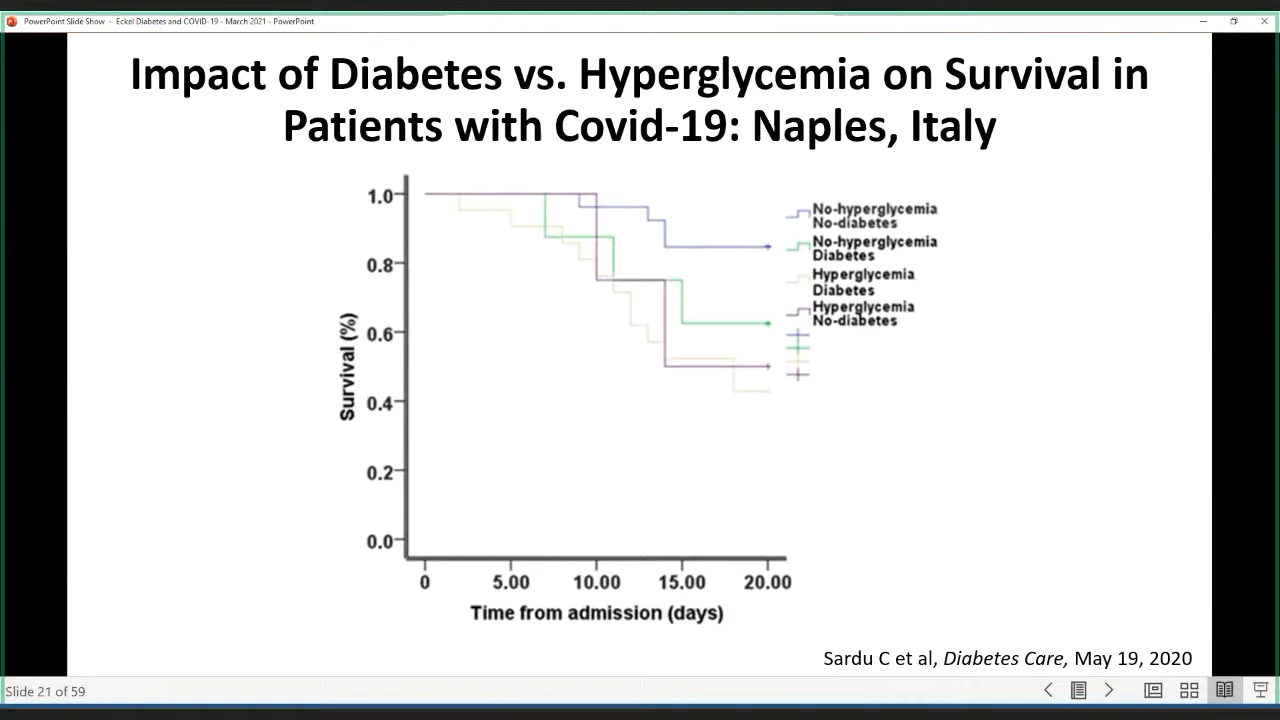 PowerPoint Slide Show - Eckel Diabetes and COVID-19 - March 2021 - PowerPoint
Impact of Diabetes vs. Hyperglycemia on Survival in
Patients with Covid-19: Naples, Italy
1.0
0.8
0.6
0.4
0.2
0.0
Survival (%)
0 5.00 10.00 15.00 20.00
Time from admission (days)
No-hyperglycemia
No-diabetes
No-hyperglycemia
Diabetes
Hyperglycemia
Diabetes
Hyperglycemia
No-diabetes
Sardu C et al, Diabetes Care, May 19, 2020
Slide 21 of 59